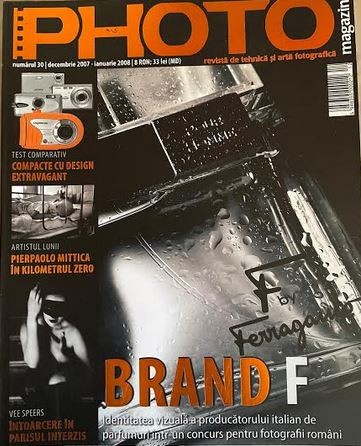 PHOTO
magazin
numărul 30 | decembrie 2007 - ianuarie 2008 | 8 RON; 33 lei (MD)
revistă de tehnică și artă fotografică
TEST COMPARATIV
COMPACTE CU DESIGN
EXTRAVAGANT
ARTISTUL LUNII
PIERPAOLO MITTICA
ÎN KILOMETRUL ZERO
F
by
Ferragamo
BRAND F
VEE SPEERS
ÎNTOARCERE ÎN
PARISUL INTERZIS
Identitatea vizuală a producătorului italian de
parfumuri într-un concurs pentru fotografii români